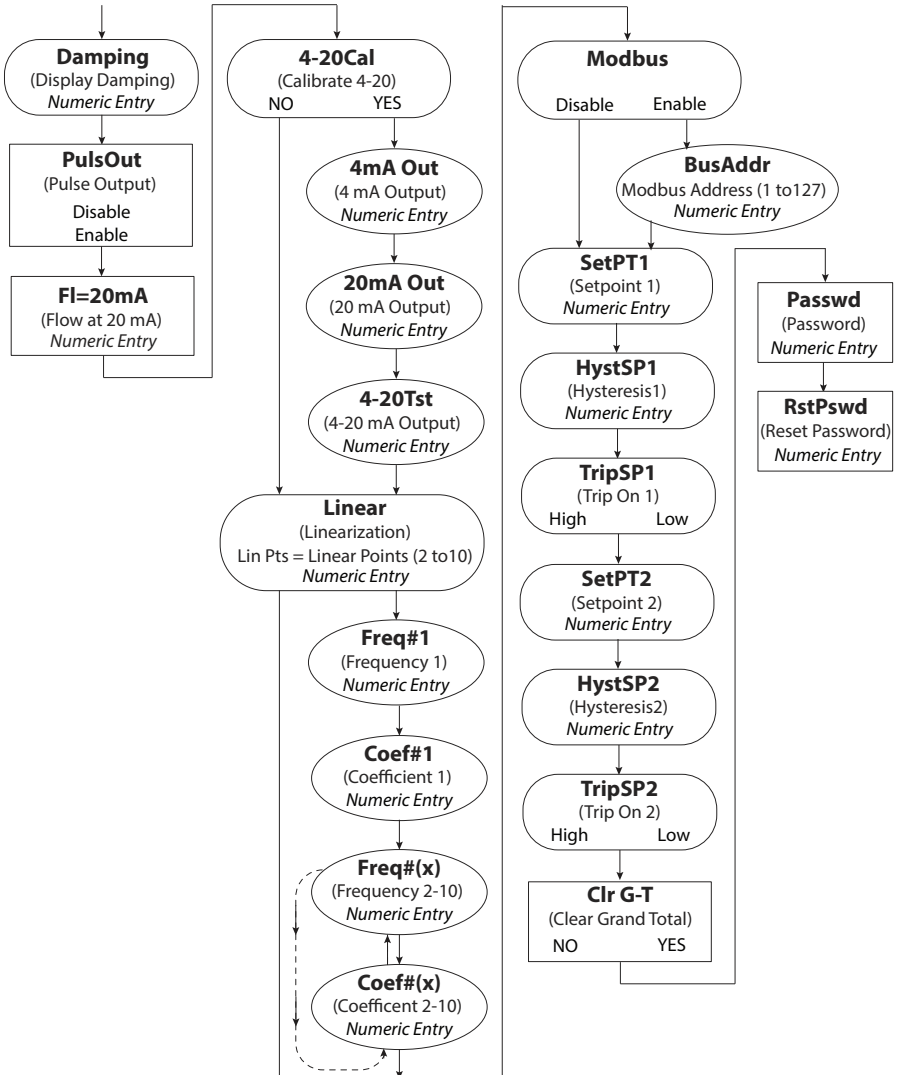 Damping
(Display Damping)
Numeric Entry
PulsOut
(Pulse Output)
Disable
Enable
Fl=20mA
(Flow at 20 mA)
Numeric Entry
4-20Cal
(Calibrate 4-20)
NO YES
4mA Out
(4 mA Output)
Numeric Entry
20mA Out
(20 mA Output)
Numeric Entry
4-20Tst
(4-20 mA Output)
Numeric Entry
Linear
(Linearization)
Lin Pts = Linear Points (2 to10)
Numeric Entry
Freq#1
(Frequency 1)
Numeric Entry
Coef#1
(Coefficient 1)
Numeric Entry
Freq#(x)
(Frequency 2-10)
Numeric Entry
Coef#(x)
(Coefficent 2-10)
Numeric Entry
Modbus
Disable Enable
BusAddr
Modbus Address (1 to127)
Numeric Entry
SetPT1
(Setpoint 1)
Numeric Entry
HystSP1
(Hysteresis1)
Numeric Entry
TripSP1
(Trip On 1)
High Low
SetPT2
(Setpoint 2)
Numeric Entry
HystSP2
(Hysteresis2)
Numeric Entry
TripSP2
(Trip On 2)
High Low
Clr G-T
(Clear Grand Total)
NO YES
Passwd
(Password)
Numeric Entry
RstPswd
(Reset Password)
Numeric Entry